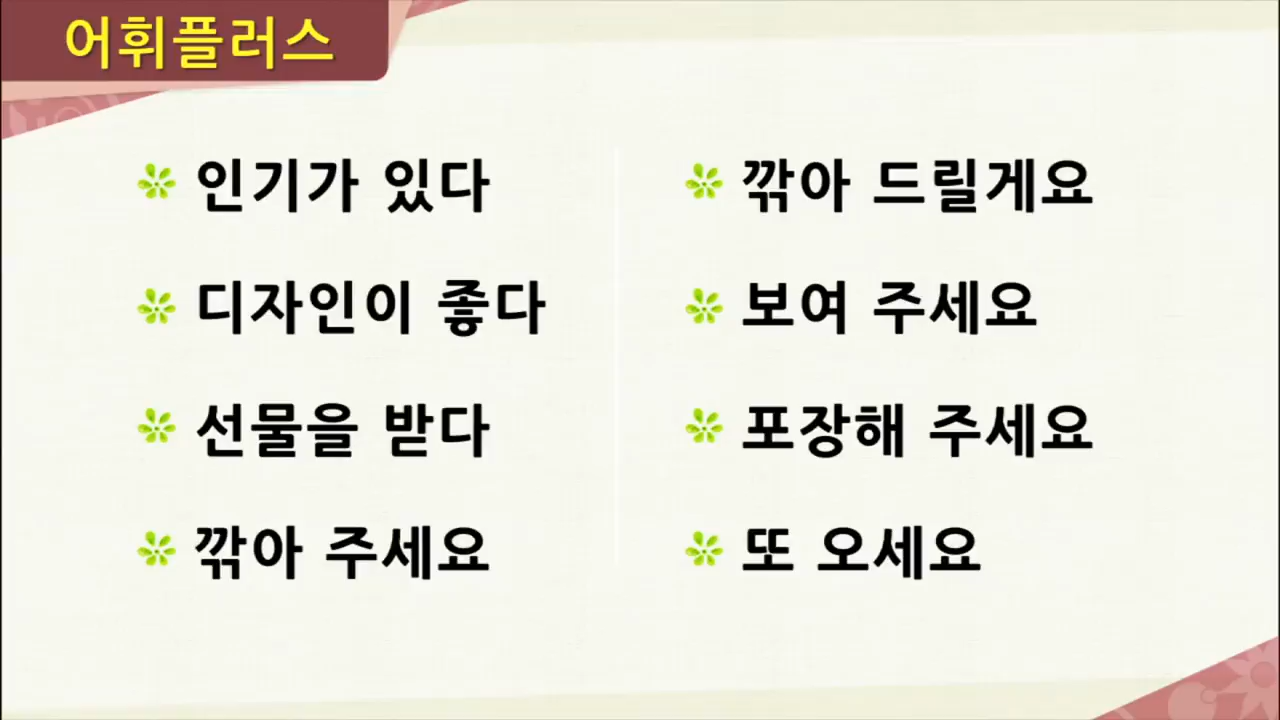 어휘플러스
인기가 있다
디자인이 좋다
선물을 받다
깎아 주세요
깎아 드릴게요
보여 주세요
포장해 주세요
또 오세요